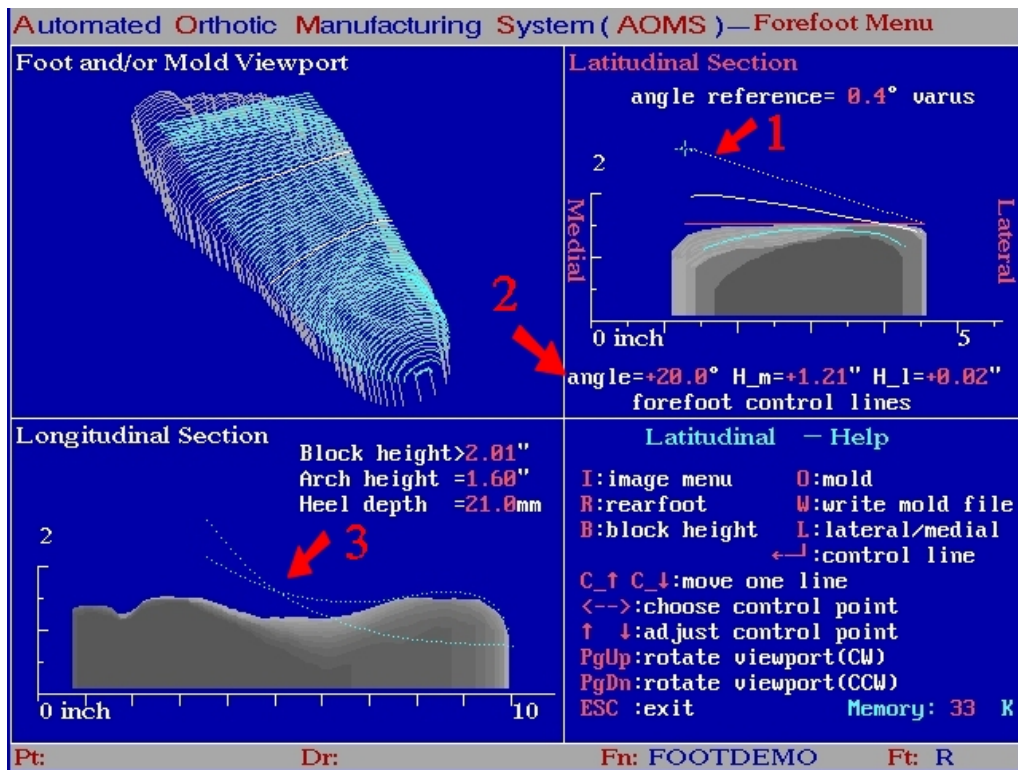 Automated Orthotic Manufacturing System ( AOMS )—Forefoot Menu
Foot and/or Mold Viewport
Latitudinal Section
angle reference= 0.4° varus
1
2
Medial
Lateral
0 inch 5
2
angle=+20.0° H_m=+1.21" H_l=+0.02"
forefoot control lines
Longitudinal Section
Block height>2.01"
Arch height =1.60"
Heel depth =21.0mm
3
2
0 inch 10
Latitudinal — Help
I:image menu O:mold
R:rearfoot W:write mold file
B:block height L:lateral/medial
←┘:control line
C_↑ C_↓:move one line
<-->:choose control point
↑ ↓:adjust control point
PgUp:rotate viewport(CW)
PgDn:rotate viewport(CCW)
ESC :exit Memory: 33 K
Pt: Dr: Fn: FOOTDEMO Ft: R